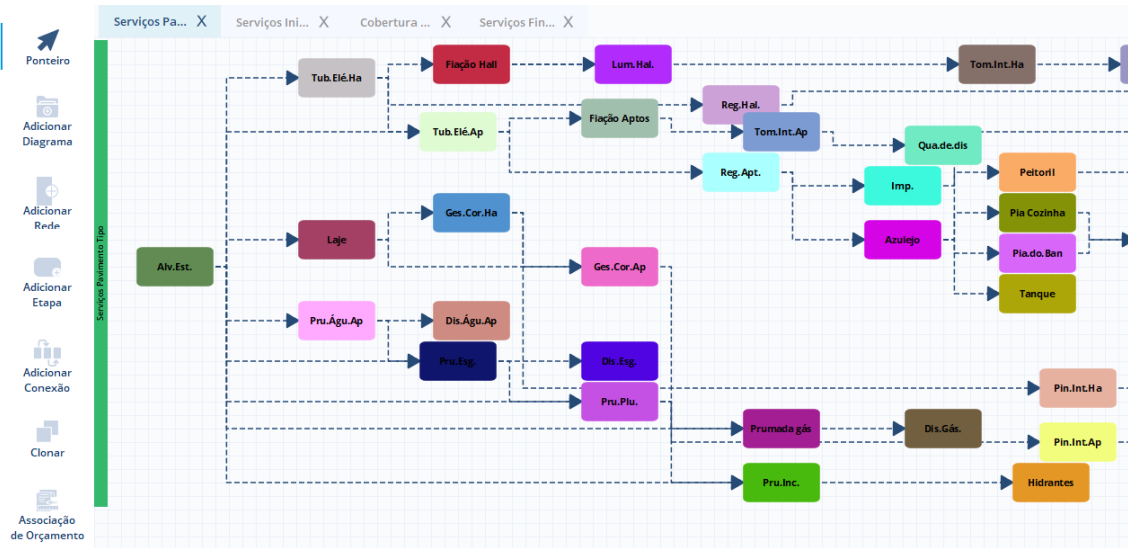 Serviços Pa... X
Serviços Ini... X
Cobertura ... X
Serviços Fin... X
Ponteiro
Adicionar
Diagrama
Adicionar
Rede
Adicionar
Etapa
Adicionar
Conexão
Clonar
Associação
de Orçamento
Serviços Pavimento Tipo
Fiação Hall
Lum.Hal.
Tom.Int.Ha
Tub.Elé.Ha
Reg.Hal.
Fiação Aptos
Tub.Elé.Ap
Tom.Int.Ap
Qua.de.dis
Reg.Apt.
Peitoril
Imp.
Ges.Cor.Ha
Pia Cozinha
Laje
Azulejo
Pia.do.Ban
Alv.Est.
Ges.Cor.Ap
Tanque
Pru.Águ.Ap
Dis.Águ.Ap
Pru.Esg.
Dis.Esg.
Pin.Int.Ha
Pru.Plu.
Prumada gás
Dis.Gás.
Pin.Int.Ap
Pru.Inc.
Hidrantes